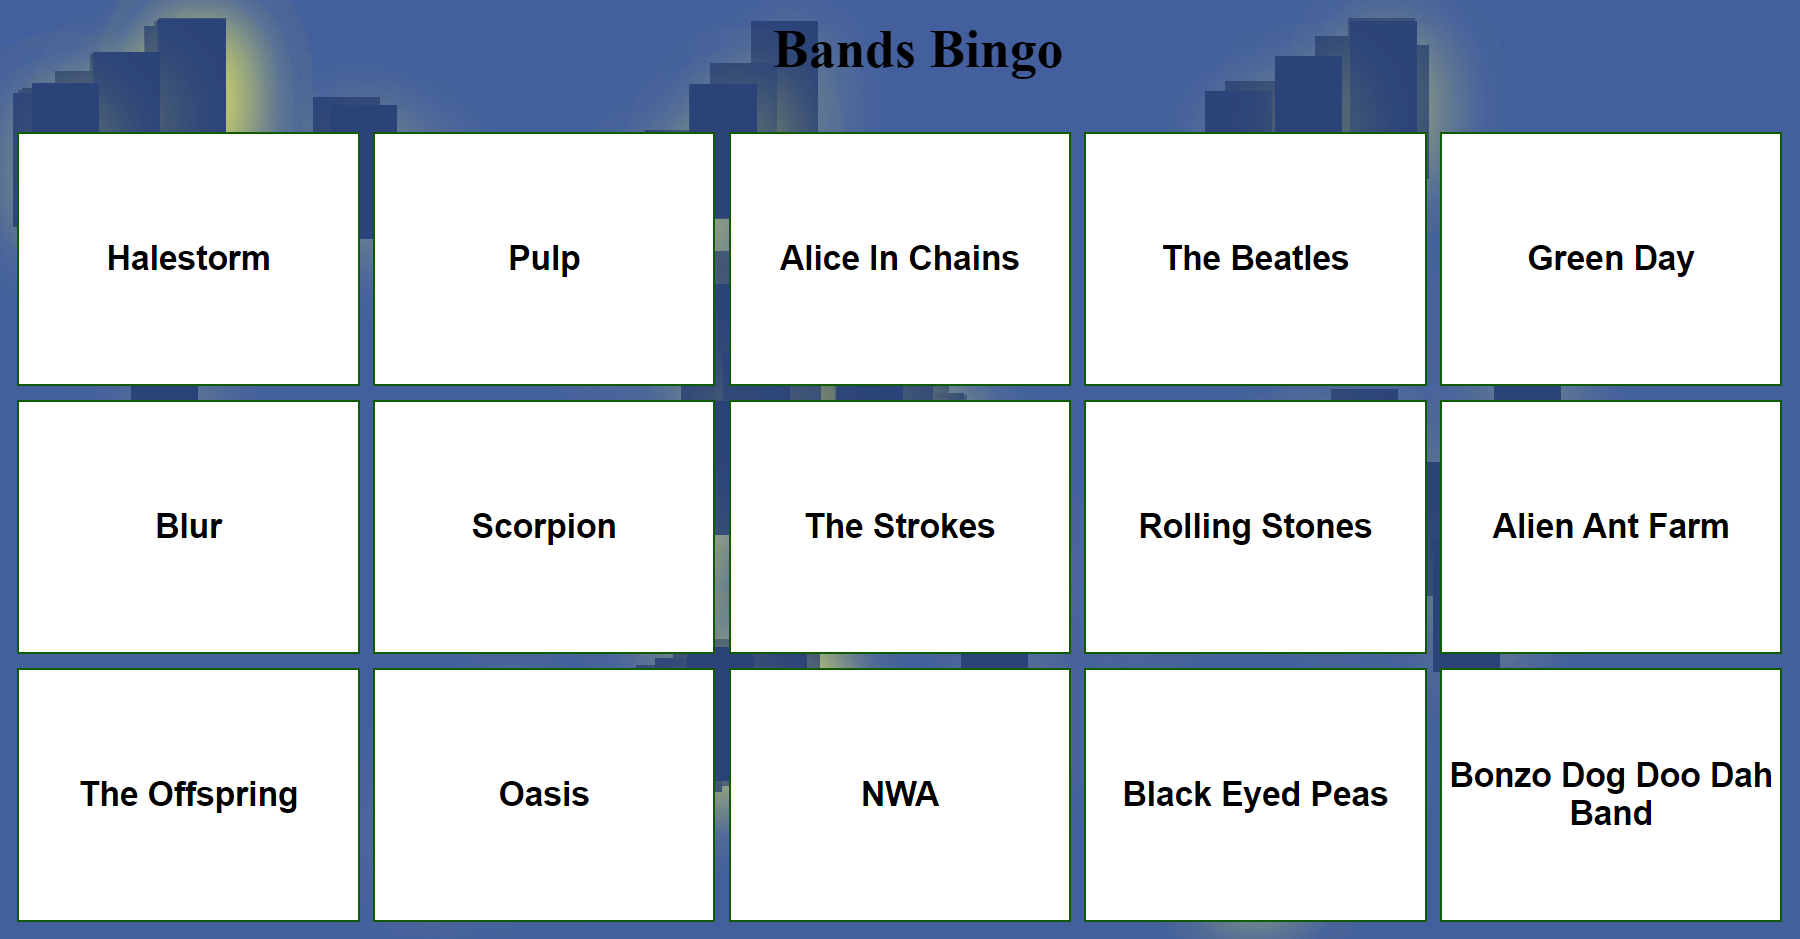 Bands Bingo
Halestorm
Pulp
Alice In Chains
The Beatles
Green Day
Blur
Scorpion
The Strokes
Rolling Stones
Alien Ant Farm
The Offspring
Oasis
NWA
Black Eyed Peas
Bonzo Dog Doo Dah
Band